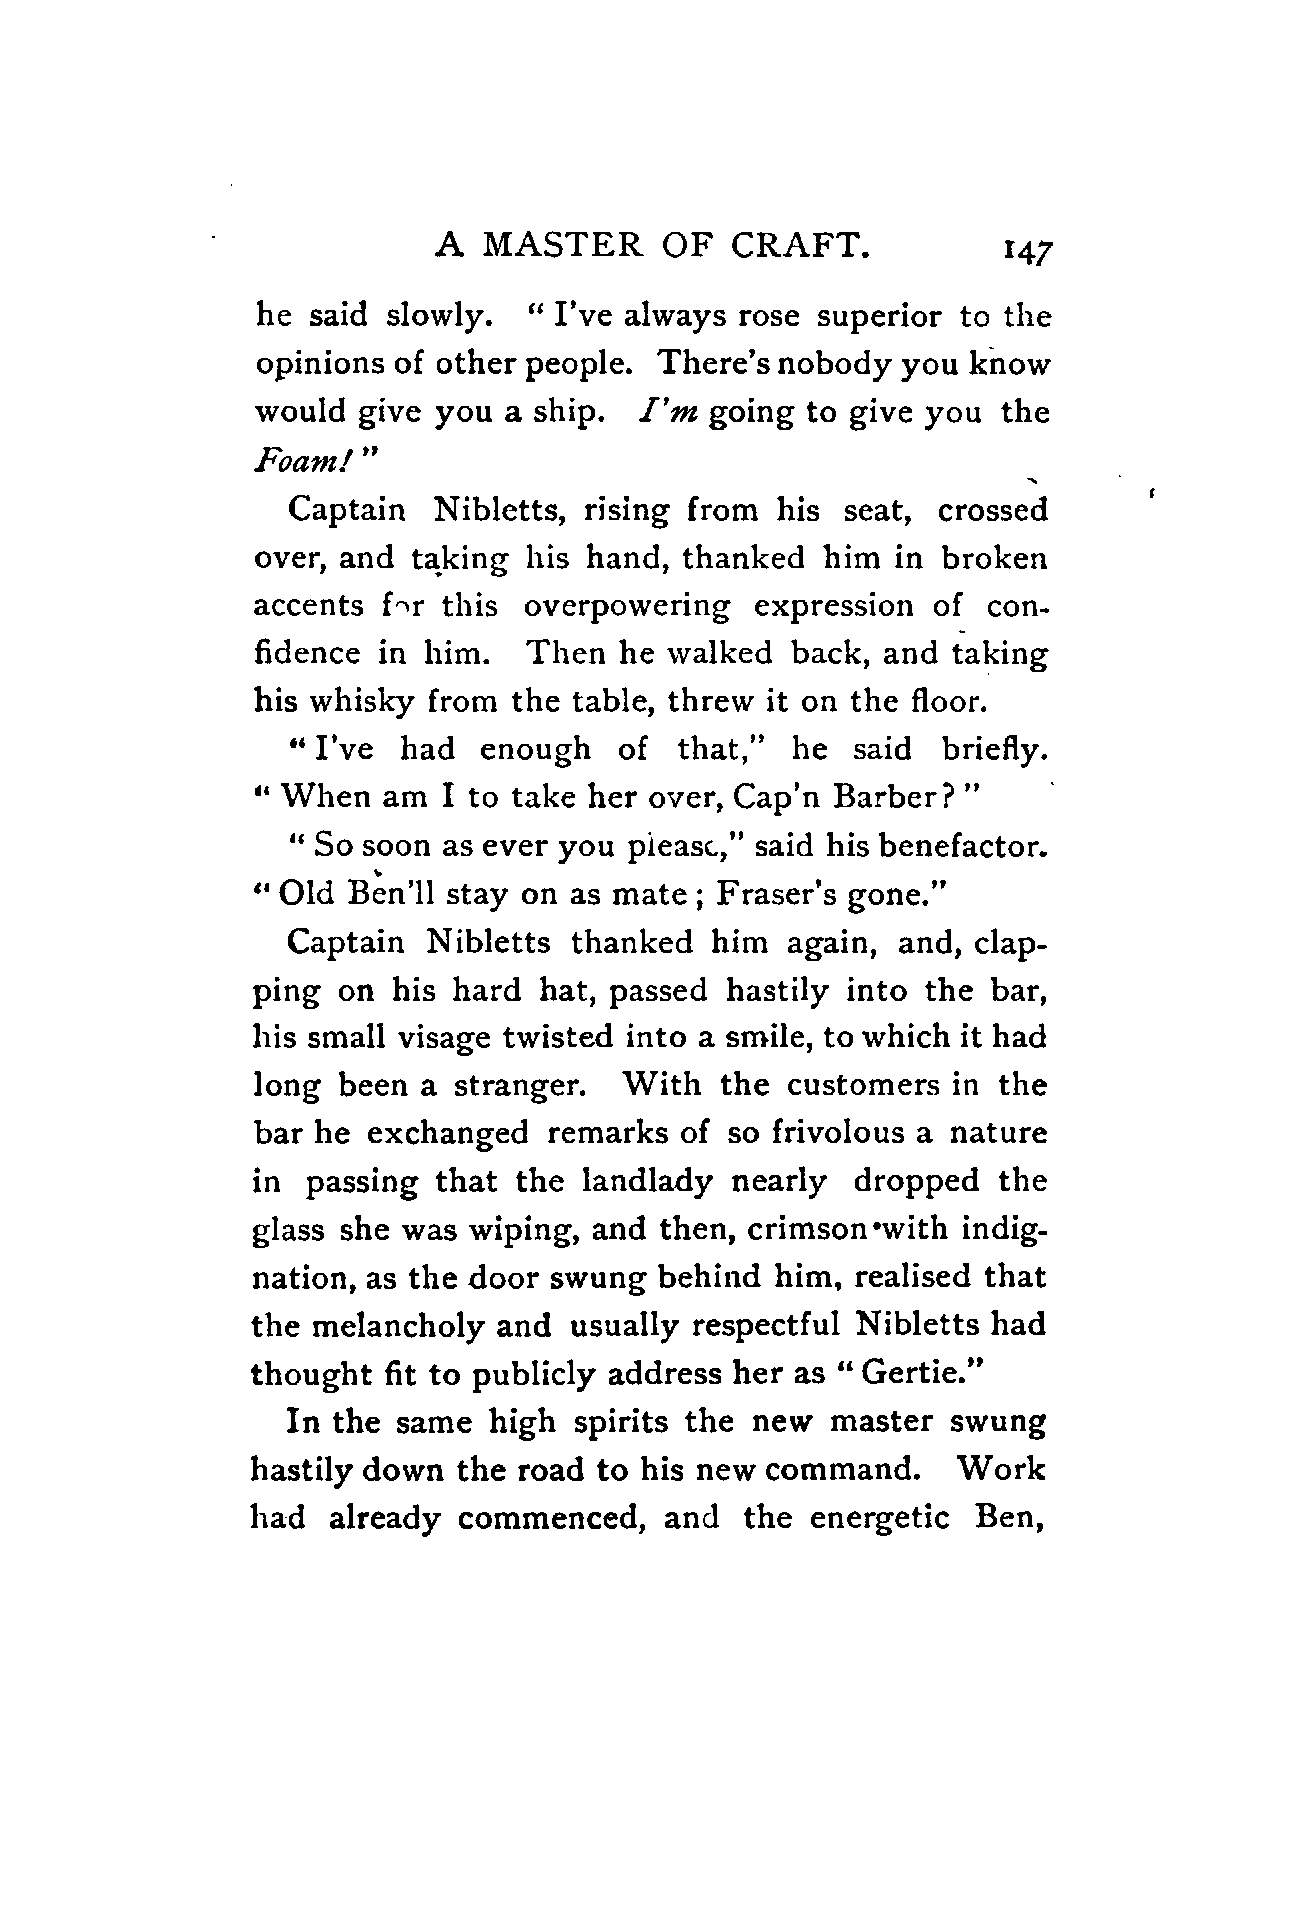 A MASTER OF CRAFT. 147
he said slowly. "I've always rose superior to the
opinions of other people. There's nobody you know
would give you a ship. I'm going to give you the
Foam!"
Captain Nibletts, rising from his seat, crossed
over, and taking his hand, thanked him in broken
accents for this overpowering expression of con-
fidence in him. Then he walked back, and taking
his whisky from the table, threw it on the floor.
"I've had enough of that," he said briefly.
"When am I to take her over, Cap'n Barber?"
"So soon as ever you please," said his benefactor.
"Old Ben'll stay on as mate; Fraser's gone."
Captain Nibletts thanked him again, and, clap-
ping on his hard hat, passed hastily into the bar,
his small visage twisted into a smile, to which it had
long been a stranger. With the customers in the
bar he exchanged remarks of so frivolous a nature
in passing that the landlady nearly dropped the
glass she was wiping, and then, crimson with indig-
nation, as the door swung behind him, realised that
the melancholy and usually respectful Nibletts had
thought fit to publicly address her as "Gertie."
In the same high spirits the new master swung
hastily down the road to his new command. Work
had already commenced, and the energetic Ben,